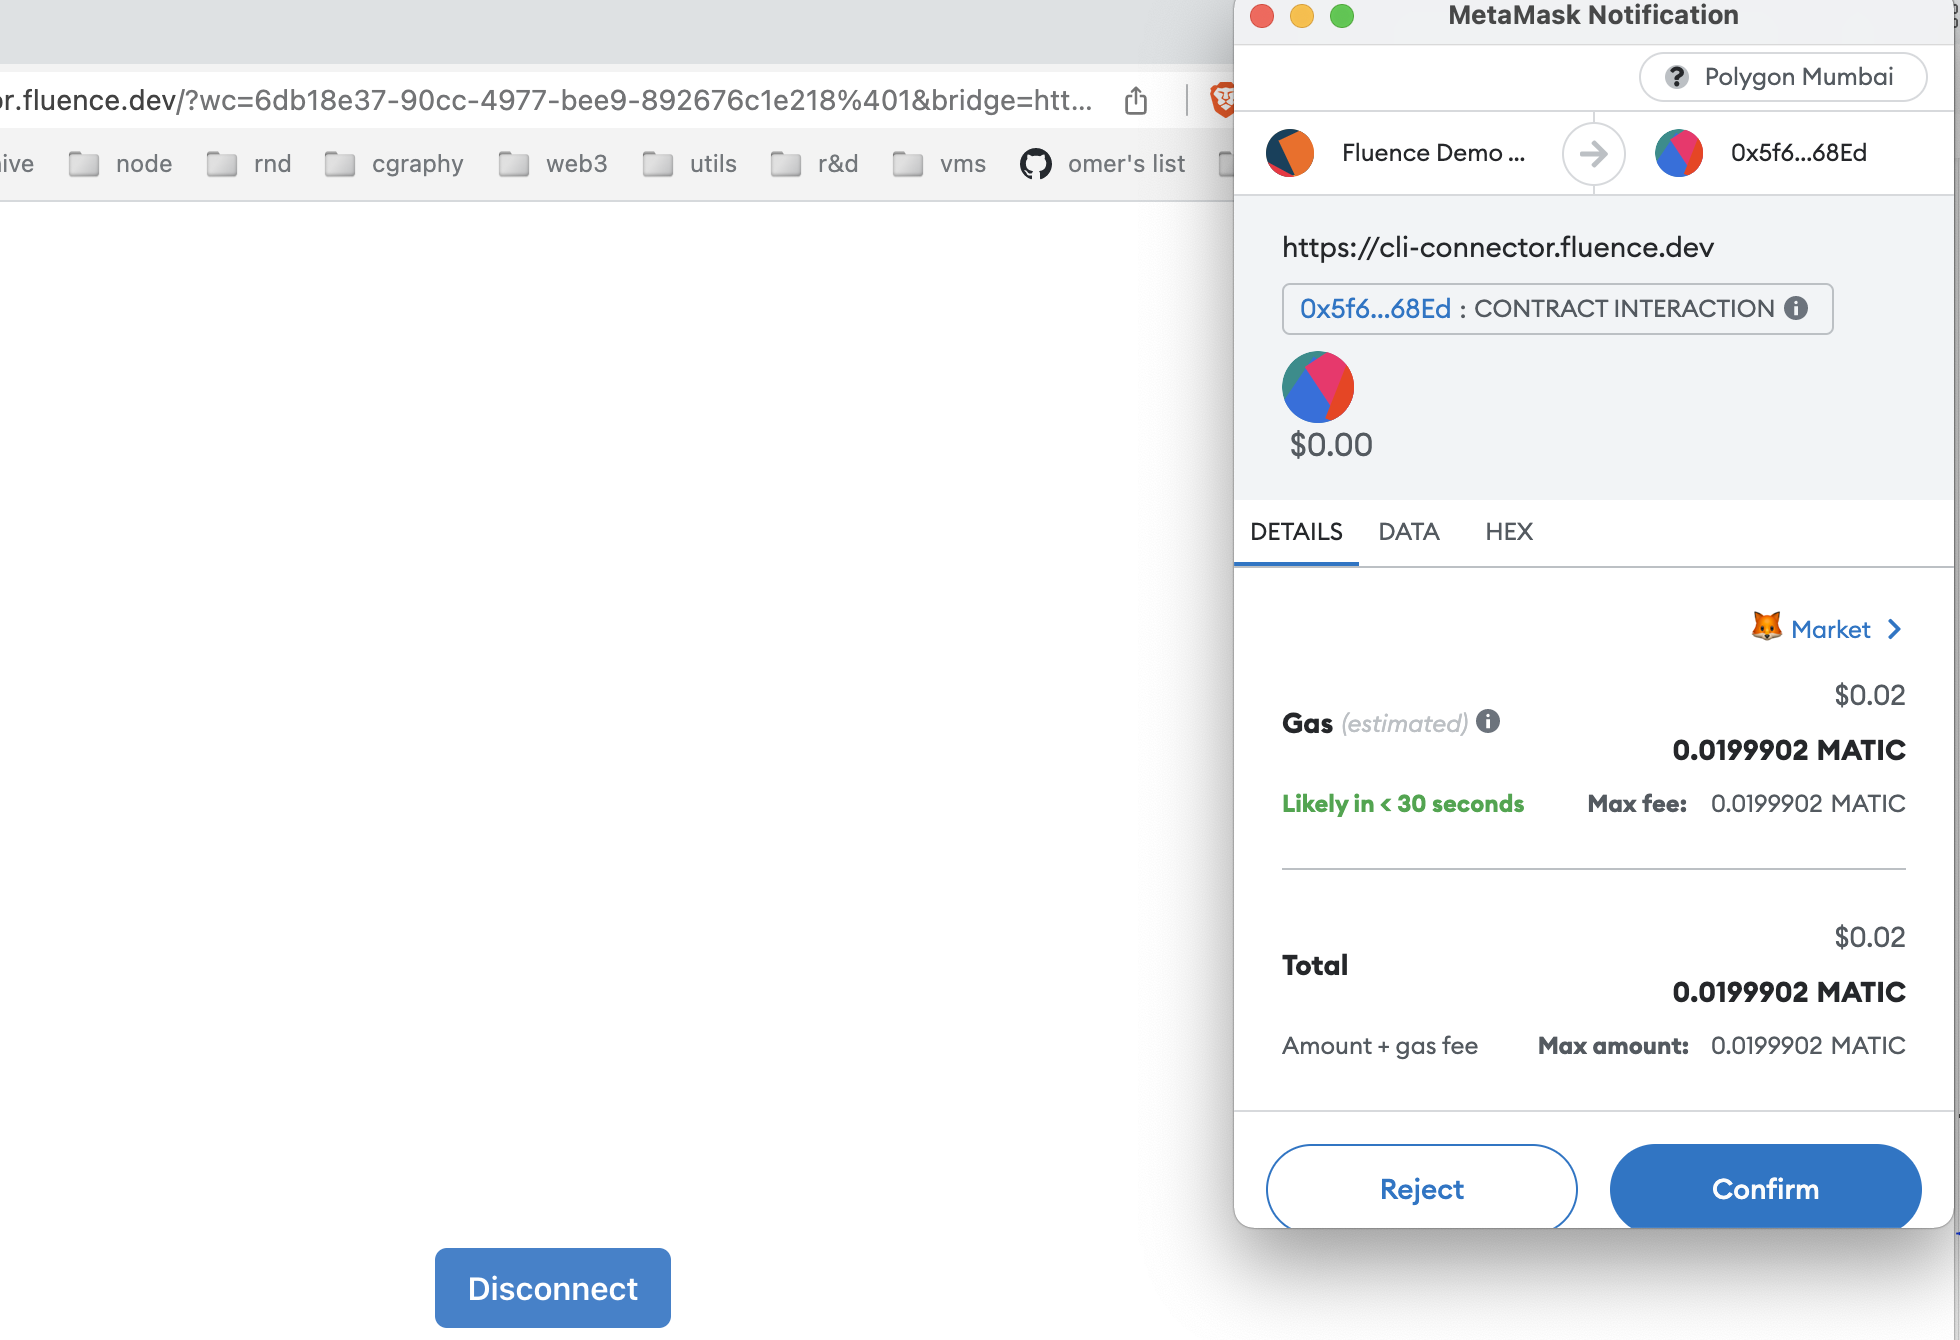 MetaMask Notification
Polygon Mumbai
or.fluence.dev/?wc=6db18e37-90cc-4977-bee9-892676c1e218%401&bridge=htt...
node rnd cgraphy web3 utils r&d vms omer's list
Fluence Demo ... 0x5f6...68Ed
https://cli-connector.fluence.dev
0x5f6...68Ed : CONTRACT INTERACTION
$0.00
DETAILS DATA HEX
Market
$0.02
Gas (estimated)
0.0199902 MATIC
Likely in < 30 seconds Max fee: 0.0199902 MATIC
$0.02
Total
0.0199902 MATIC
Amount + gas fee Max amount: 0.0199902 MATIC
Reject Confirm
Disconnect